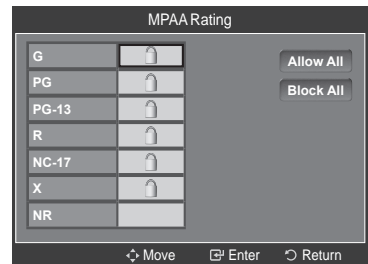 MPAA Rating
G
Allow All
PG
Block All
PG-13
R
NC-17
X
NR
Move Enter Return